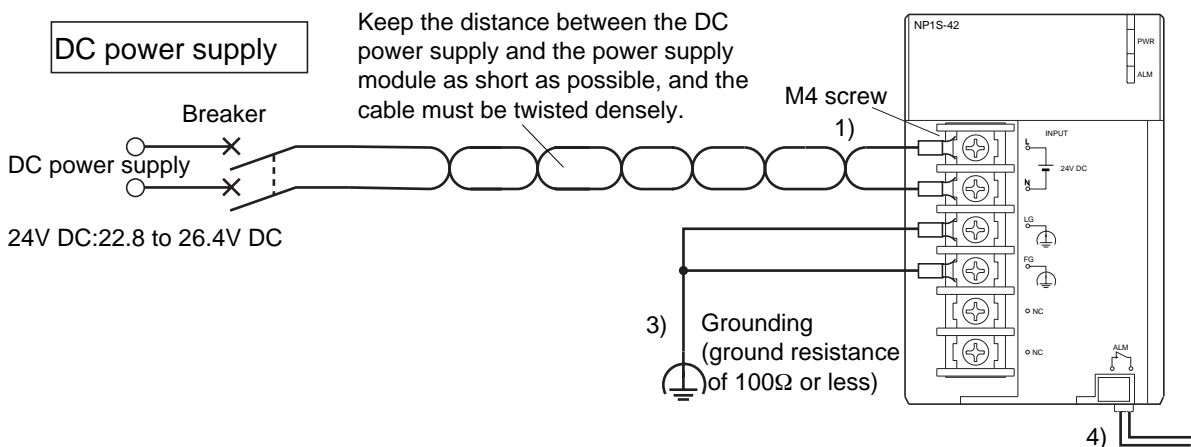 DC power supply
Keep the distance between the DC
power supply and the power supply
module as short as possible, and the
cable must be twisted densely.
Breaker
DC power supply
24V DC:22.8 to 26.4V DC
M4 screw
1)
3)
Grounding
(ground resistance
of 100Ω or less)
NP1S-42
PWR
ALM
INPUT
L
24V DC
N
LG
FG
NC
NC
ALM
4)